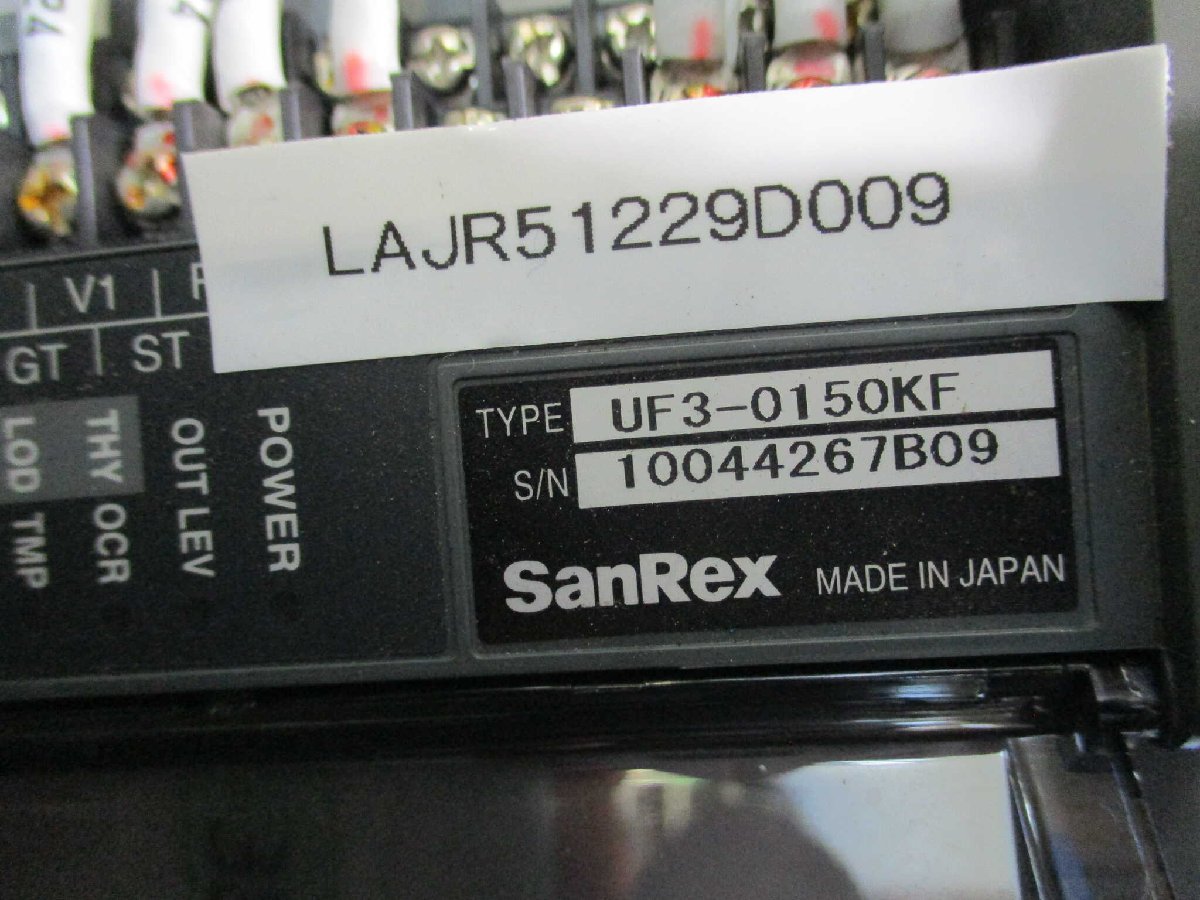 LAJR51229D009
V1
GT ST
POWER
OUT LEV
THY OCR
LOD TMP
TYPE UF3-0150KF
S/N 10044267B09
SanRex MADE IN JAPAN